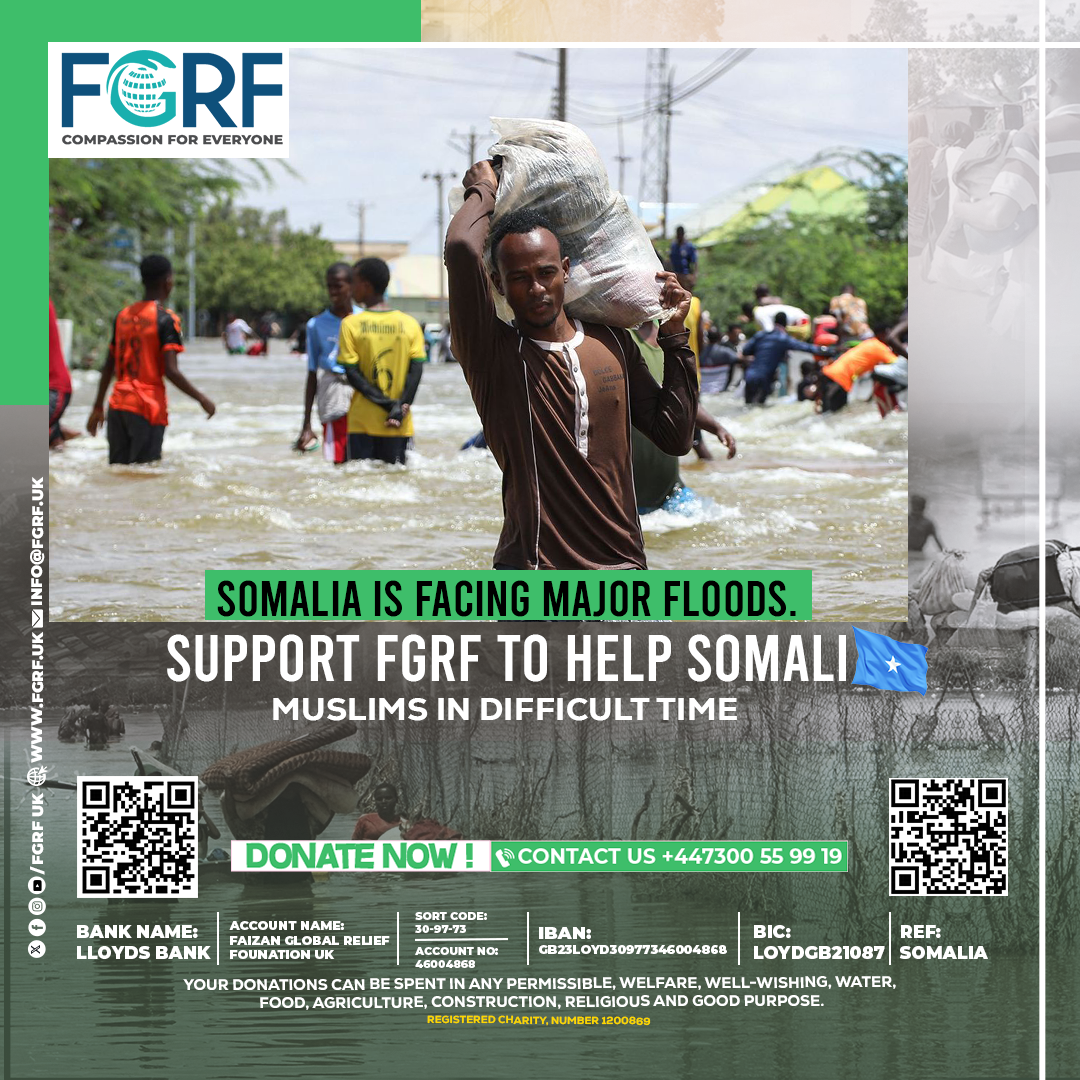 FGRF
COMPASSION FOR EVERYONE
SOMALIA IS FACING MAJOR FLOODS.
SUPPORT FGRF TO HELP SOMALI
MUSLIMS IN DIFFICULT TIME
/ FGRF UK WWW.FGRF.UK INFO@FGRF.UK
DONATE NOW !
CONTACT US +447300 55 99 19
BANK NAME:
LLOYDS BANK
ACCOUNT NAME:
FAIZAN GLOBAL RELIEF
FOUNATION UK
SORT CODE:
30-97-73
ACCOUNT NO:
46004868
IBAN:
GB23LOYD30977346004868
BIC:
LOYDGB21087
REF:
SOMALIA
YOUR DONATIONS CAN BE SPENT IN ANY PERMISSIBLE, WELFARE, WELL-WISHING, WATER,
FOOD, AGRICULTURE, CONSTRUCTION, RELIGIOUS AND GOOD PURPOSE.
REGISTERED CHARITY, NUMBER 1200869